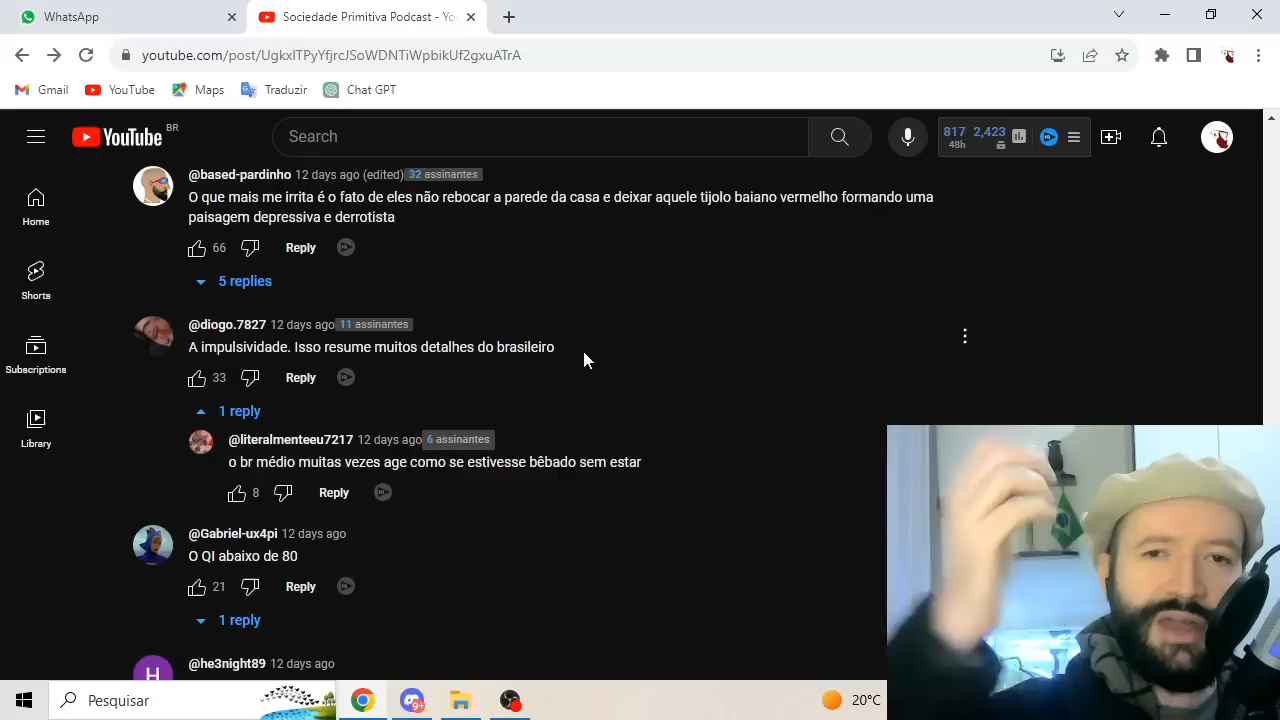 WhatsApp
Sociedade Primitiva Podcast - Yo
youtube.com/post/UgkxITPyYfjrcJSoWDNTiWpbikUf2gxuATrA
Gmail
YouTube
Maps
Traduzir
Chat GPT
YouTube BR
Search
817 2,423
48h
Home
Shorts
Subscriptions
Library
@based-pardinho 12 days ago (edited) 32 assinantes
O que mais me irrita é o fato de eles não rebocar a parede da casa e deixar aquele tijolo baiano vermelho formando uma
paisagem depressiva e derrotista
66 Reply
5 replies
@diogo.7827 12 days ago 11 assinantes
A impulsividade. Isso resume muitos detalhes do brasileiro
33 Reply
1 reply
@literalmenteeu7217 12 days ago 6 assinantes
o br médio muitas vezes age como se estivesse bêbado sem estar
8 Reply
@Gabriel-ux4pi 12 days ago
O QI abaixo de 80
21 Reply
1 reply
H
@he3night89 12 days ago
Pesquisar
9+
20°C